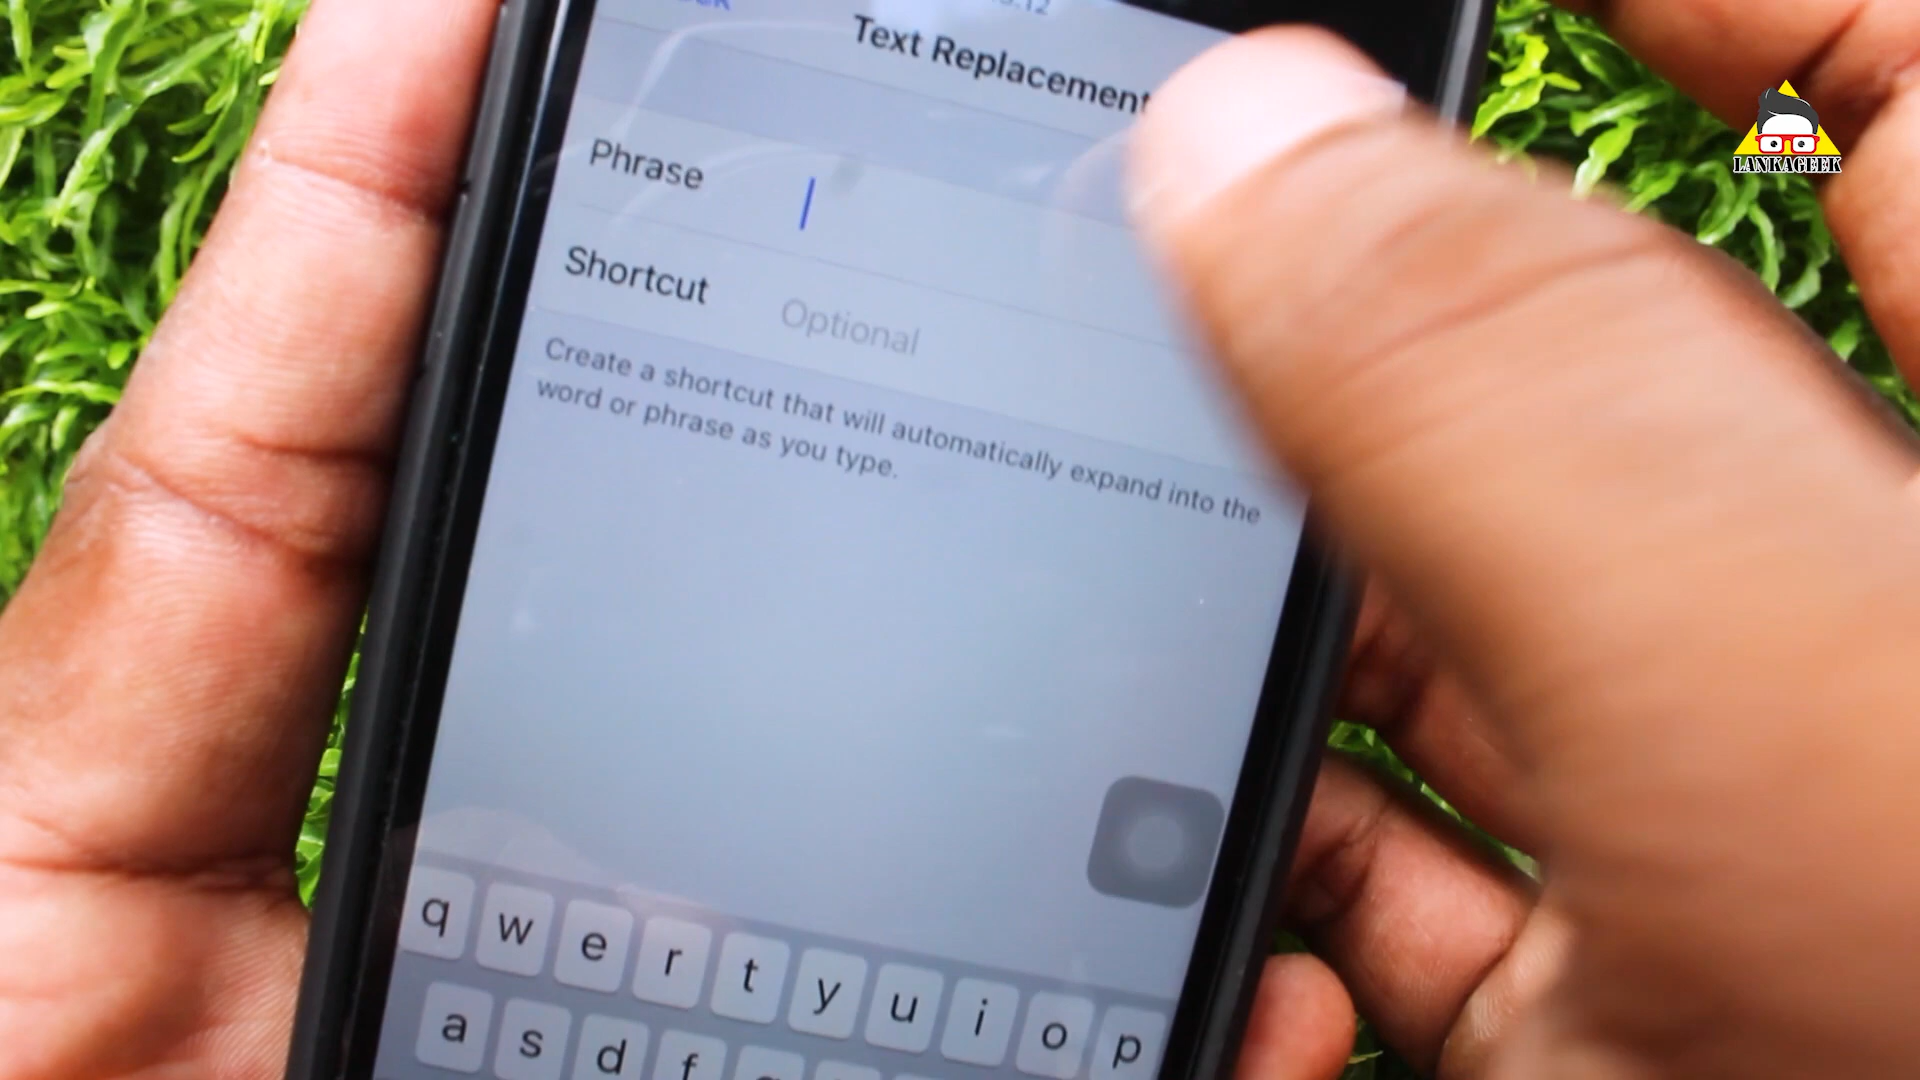 Text Replacement
Phrase
Shortcut
Optional
Create a shortcut that will automatically expand into the
word or phrase as you type.
q w e r t y u i o p
a s d f
LANKAGEEK